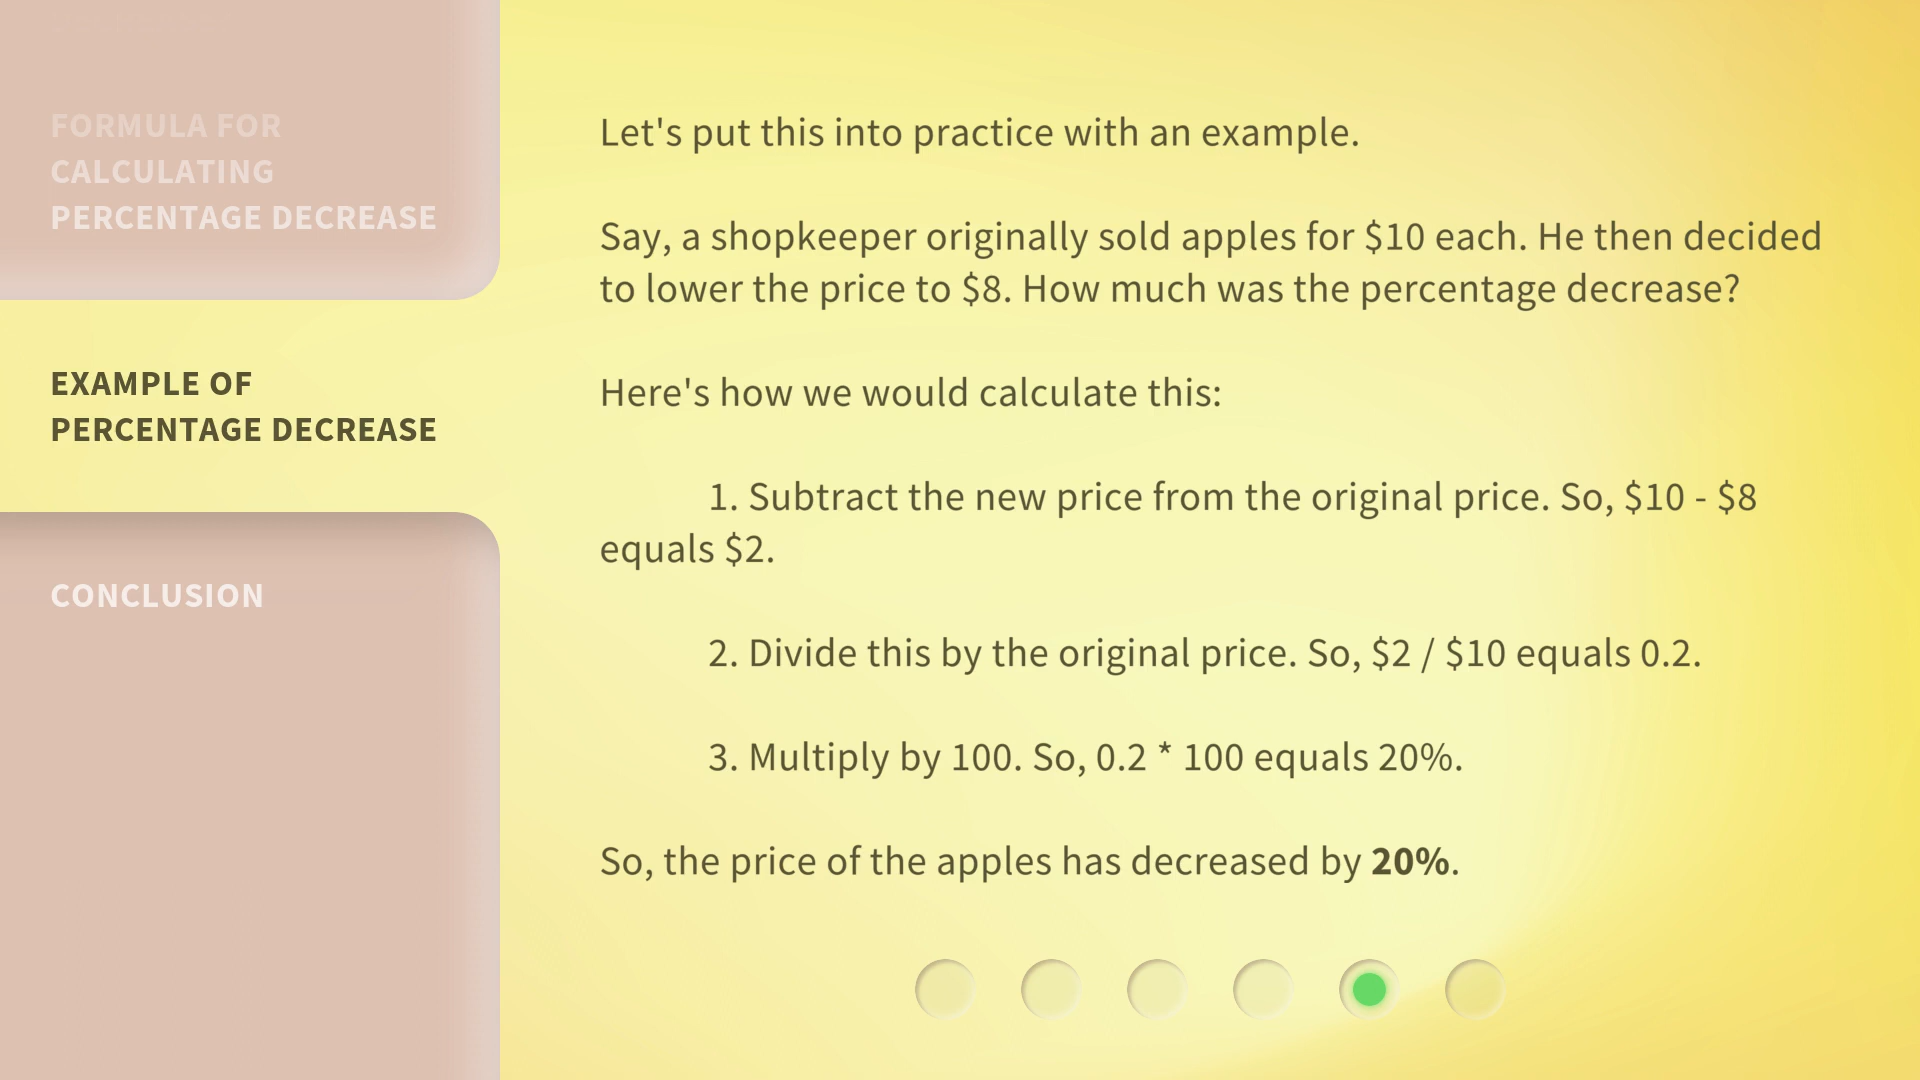 FORMULA FOR
CALCULATING
PERCENTAGE DECREASE
EXAMPLE OF
PERCENTAGE DECREASE
CONCLUSION
Let's put this into practice with an example.
Say, a shopkeeper originally sold apples for $10 each. He then decided
to lower the price to $8. How much was the percentage decrease?
Here's how we would calculate this:
1. Subtract the new price from the original price. So, $10 - $8
equals $2.
2. Divide this by the original price. So, $2 / $10 equals 0.2.
3. Multiply by 100. So, 0.2 * 100 equals 20%.
So, the price of the apples has decreased by 20%.